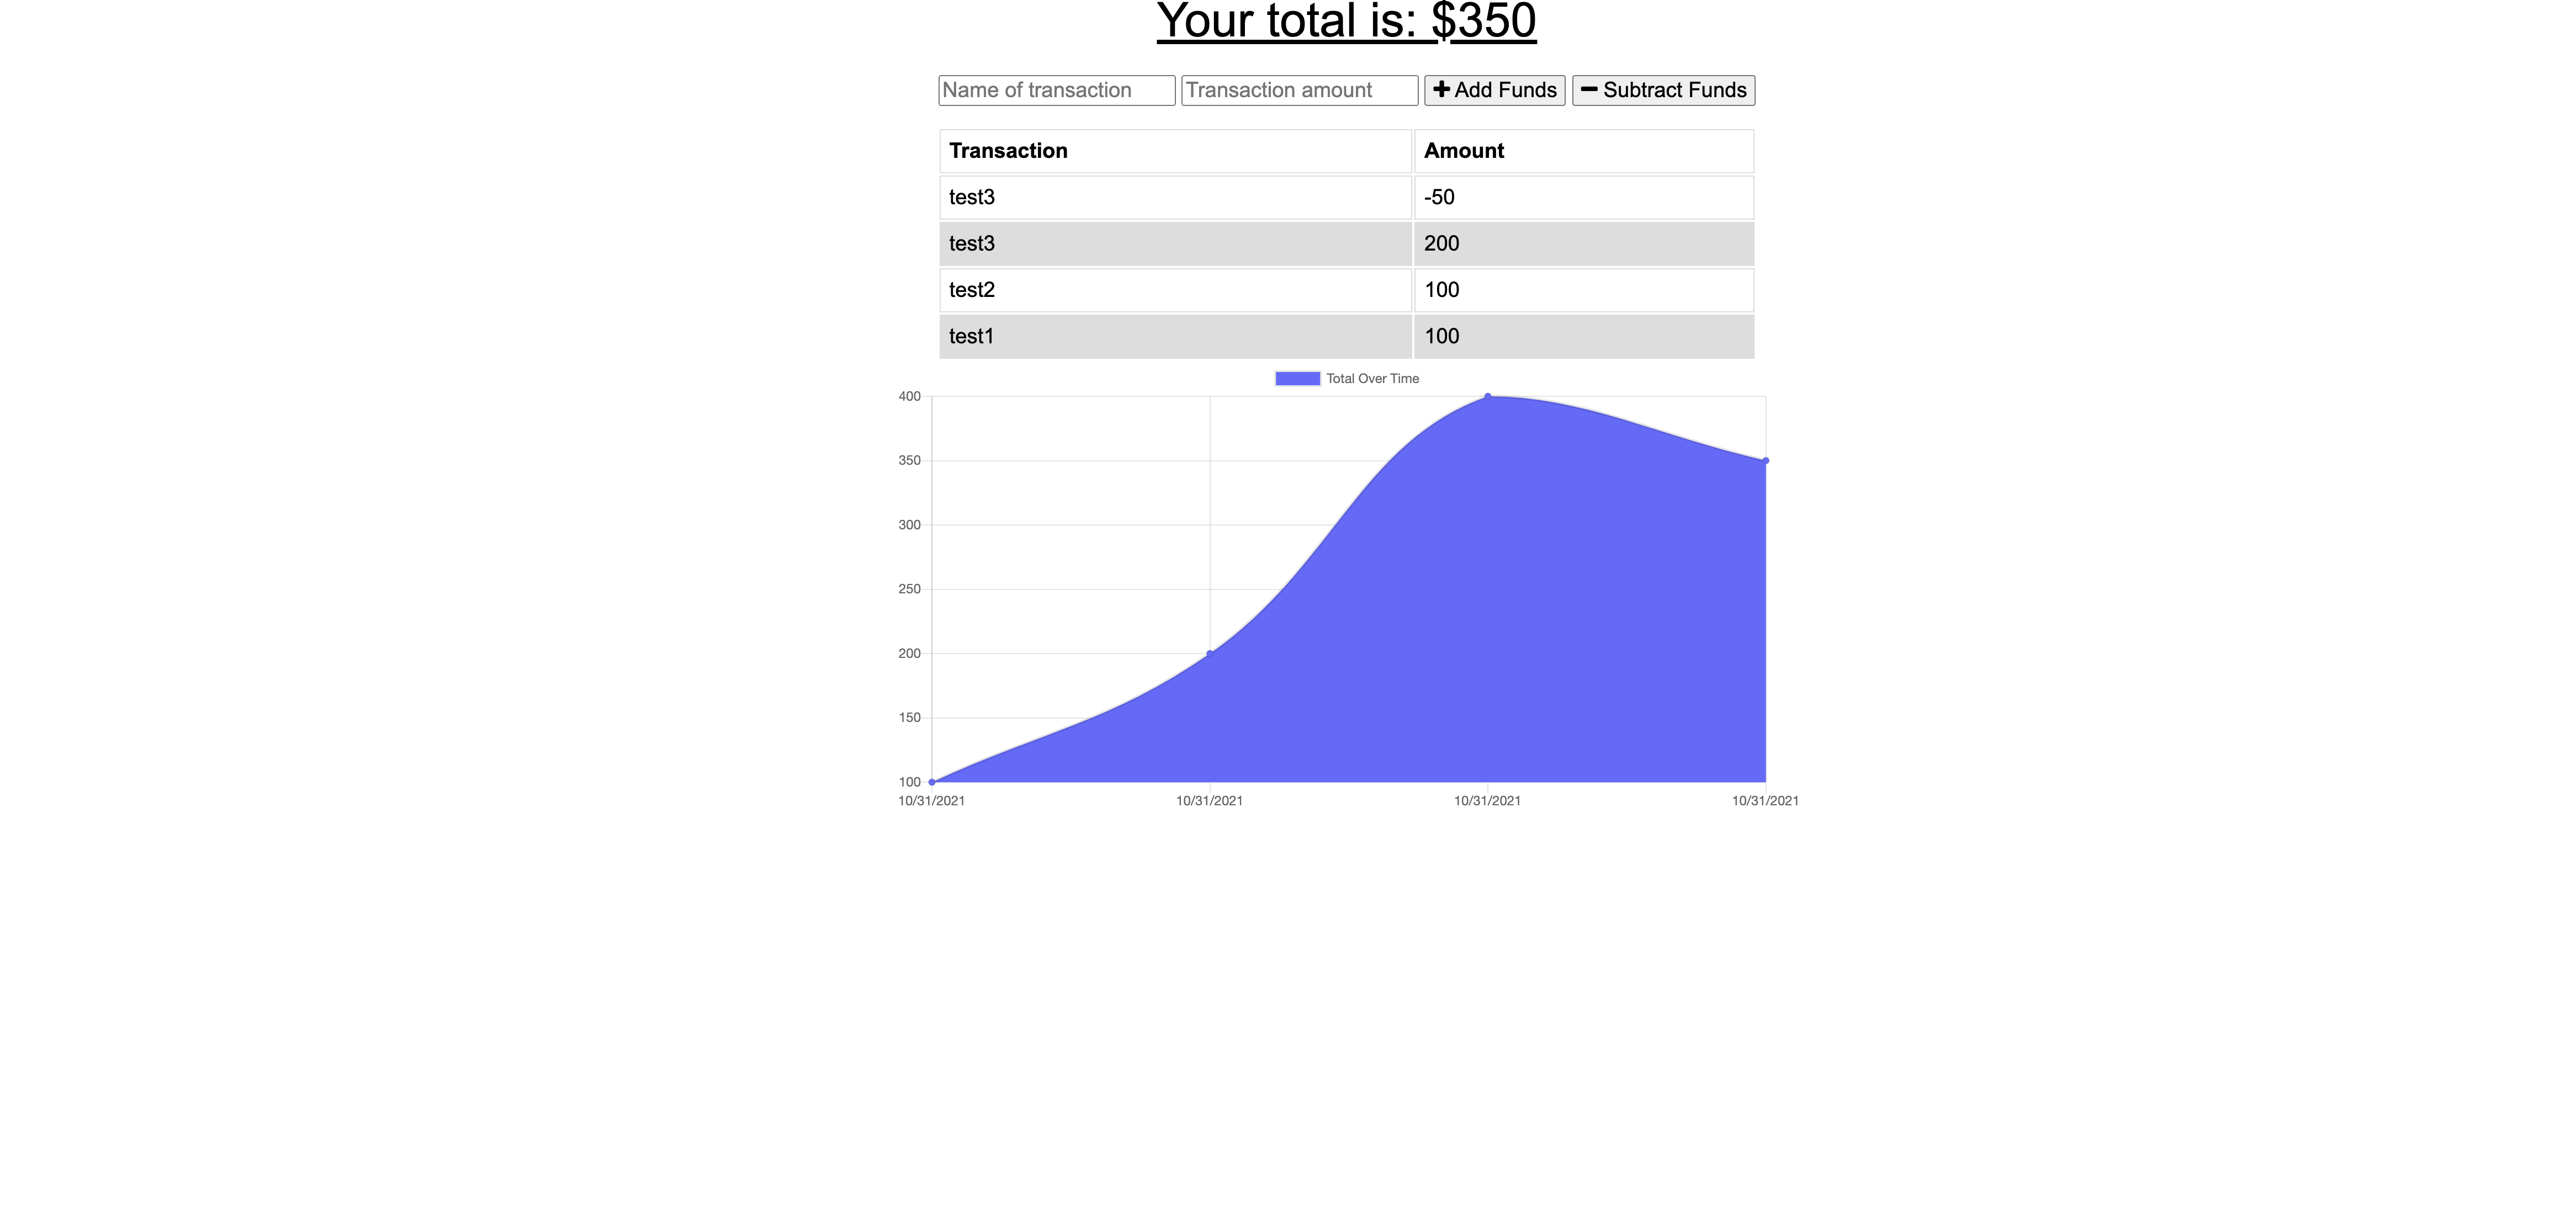 Your total is: $350
Name of transaction Transaction amount Add Funds Subtract Funds
Transaction Amount
test3 -50
test3 200
test2 100
test1 100
Total Over Time
400
350
300
250
200
150
100
10/31/2021 10/31/2021 10/31/2021 10/31/2021